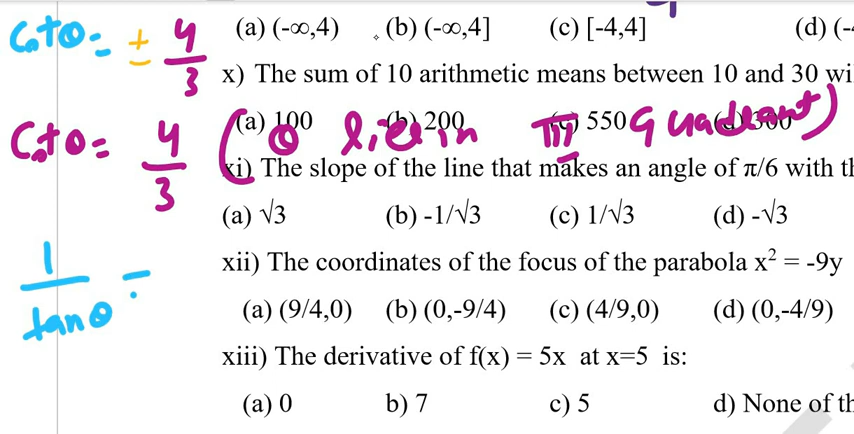 Cotθ = ± 4/3
(a) (-∞,4) (b) (-∞,4] (c) [-4,4] (d) (-
x) The sum of 10 arithmetic means between 10 and 30 wi
(a) 100 (b) 200 (c) 550 (d) 300
Cotθ = 4/3 (θ lies in III Quadrant)
xi) The slope of the line that makes an angle of π/6 with th
(a) √3 (b) -1/√3 (c) 1/√3 (d) -√3
1/tanθ =
xii) The coordinates of the focus of the parabola x² = -9y
(a) (9/4,0) (b) (0,-9/4) (c) (4/9,0) (d) (0,-4/9)
xiii) The derivative of f(x) = 5x at x=5 is:
(a) 0 b) 7 c) 5 d) None of th